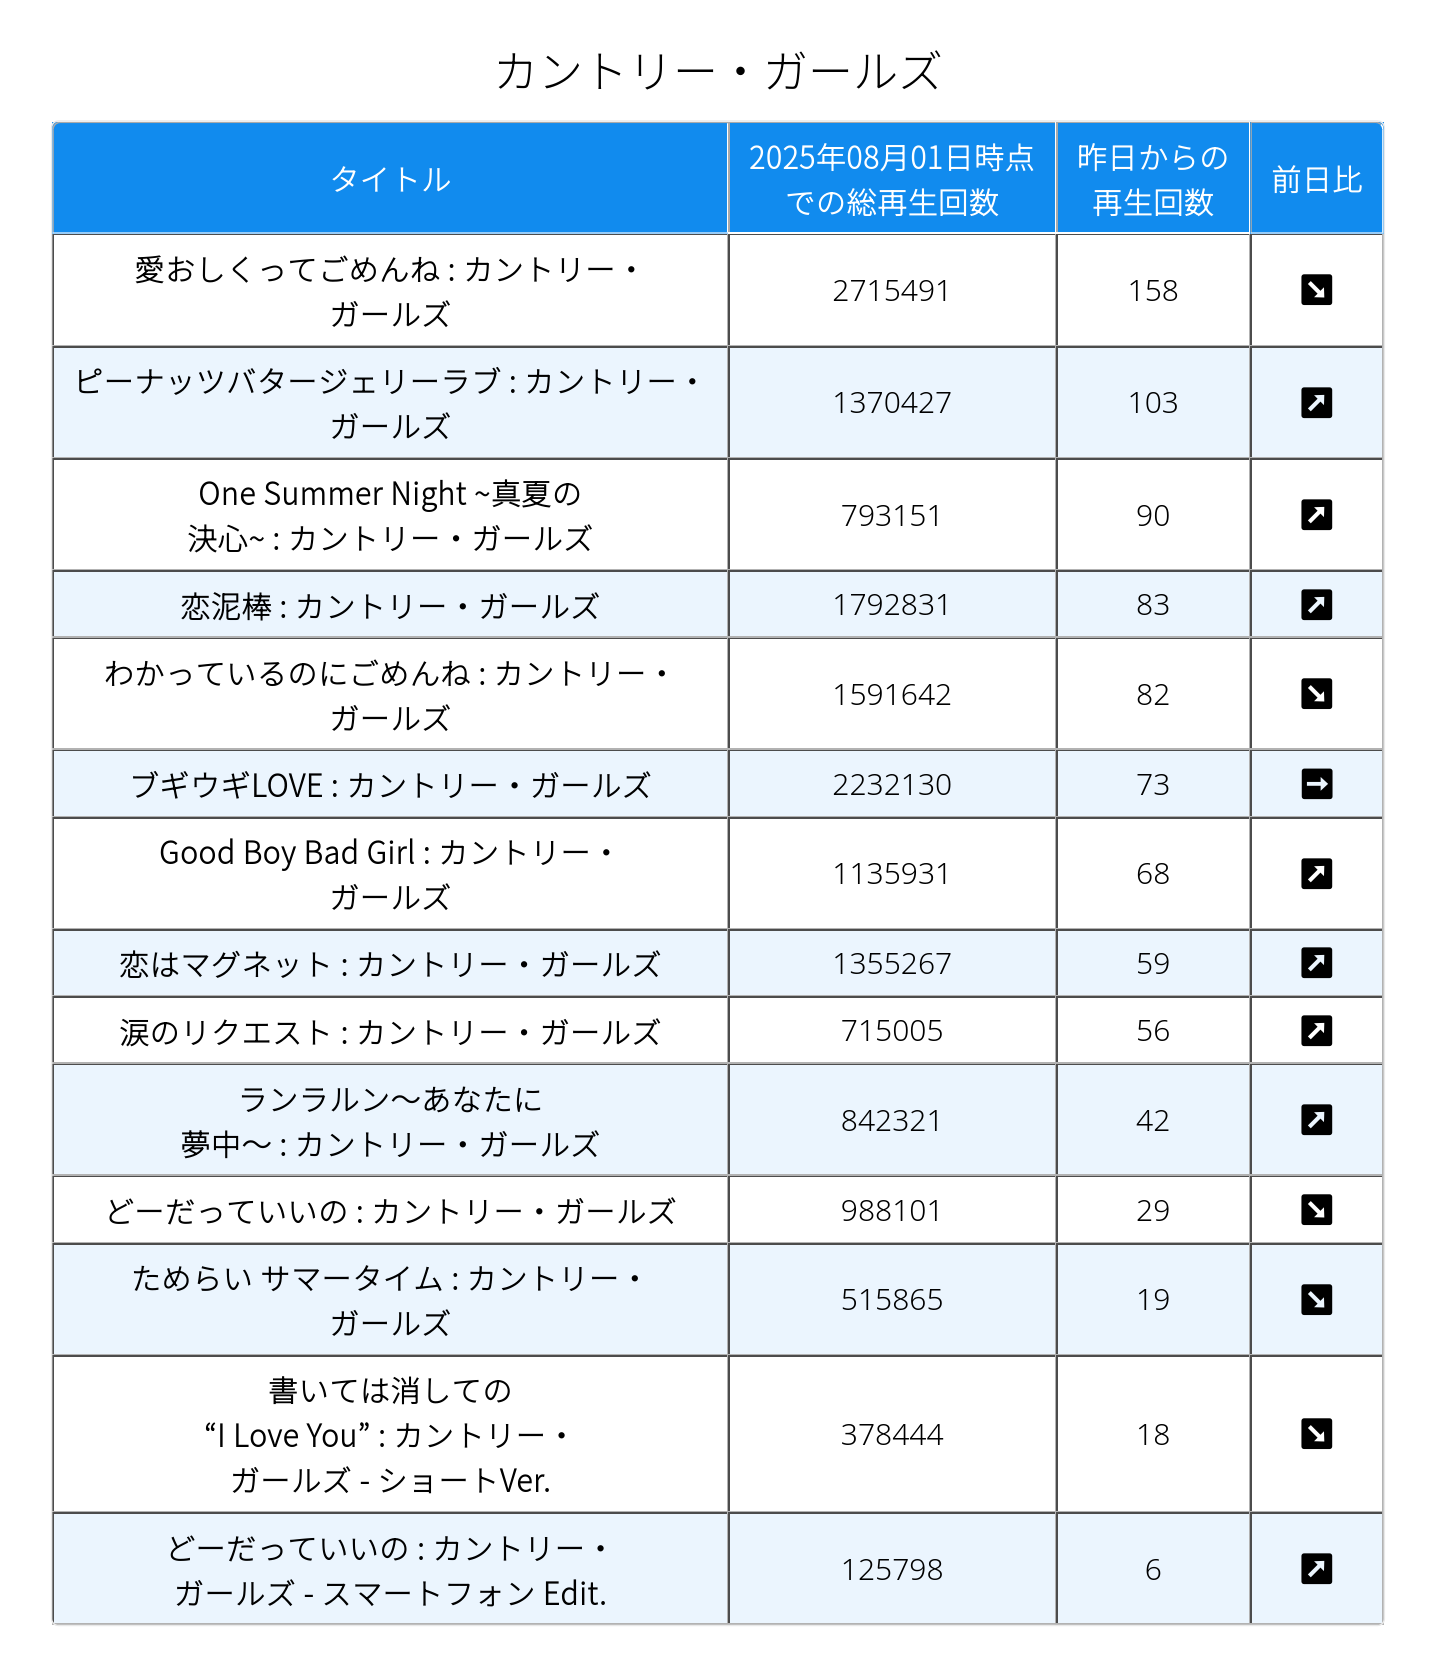 カントリー・ガールズ
タイトル
2025年08月01日時点
での総再生回数
昨日からの
再生回数
前日比
愛おしくってごめんね : カントリー・
ガールズ
2715491
158
ピーナッツバタージェリーラブ : カントリー・
ガールズ
1370427
103
One Summer Night ~真夏の
決心~ : カントリー・ガールズ
793151
90
恋泥棒 : カントリー・ガールズ
1792831
83
わかっているのにごめんね : カントリー・
ガールズ
1591642
82
ブギウギLOVE : カントリー・ガールズ
2232130
73
Good Boy Bad Girl : カントリー・
ガールズ
1135931
68
恋はマグネット : カントリー・ガールズ
1355267
59
涙のリクエスト : カントリー・ガールズ
715005
56
ランラルン～あなたに
夢中～ : カントリー・ガールズ
842321
42
どーだっていいの : カントリー・ガールズ
988101
29
ためらい サマータイム : カントリー・
ガールズ
515865
19
書いては消しての
“I Love You” : カントリー・
ガールズ - ショートVer.
378444
18
どーだっていいの : カントリー・
ガールズ - スマートフォン Edit.
125798
6